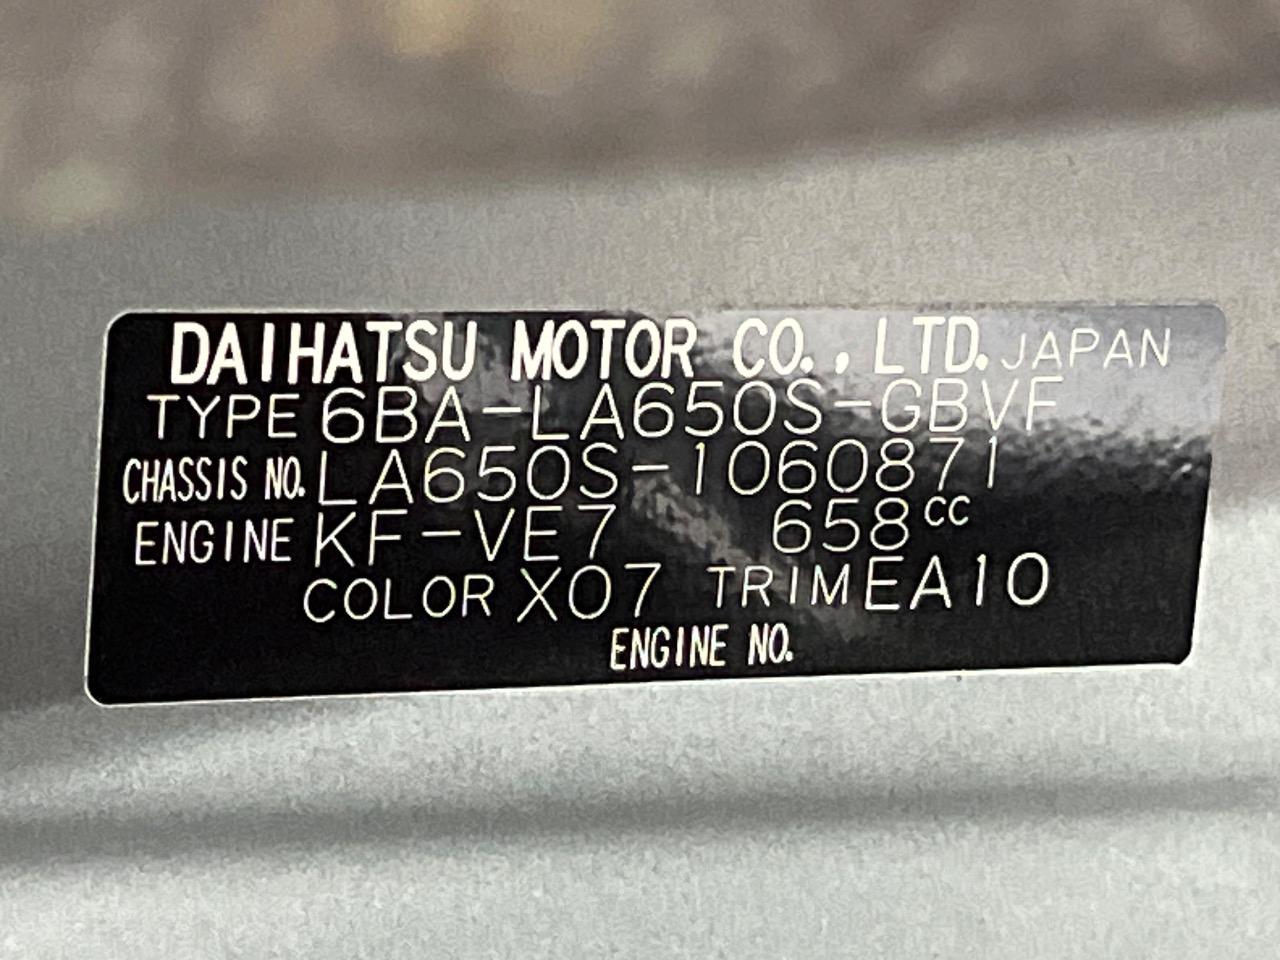 DAIHATSU MOTOR CO., LTD. JAPAN
TYPE 6BA-LA650S-GBVF
CHASSIS NO. LA650S-1060871
ENGINE KF-VE7 658cc
COLOR X07 TRIM EA10
ENGINE NO.